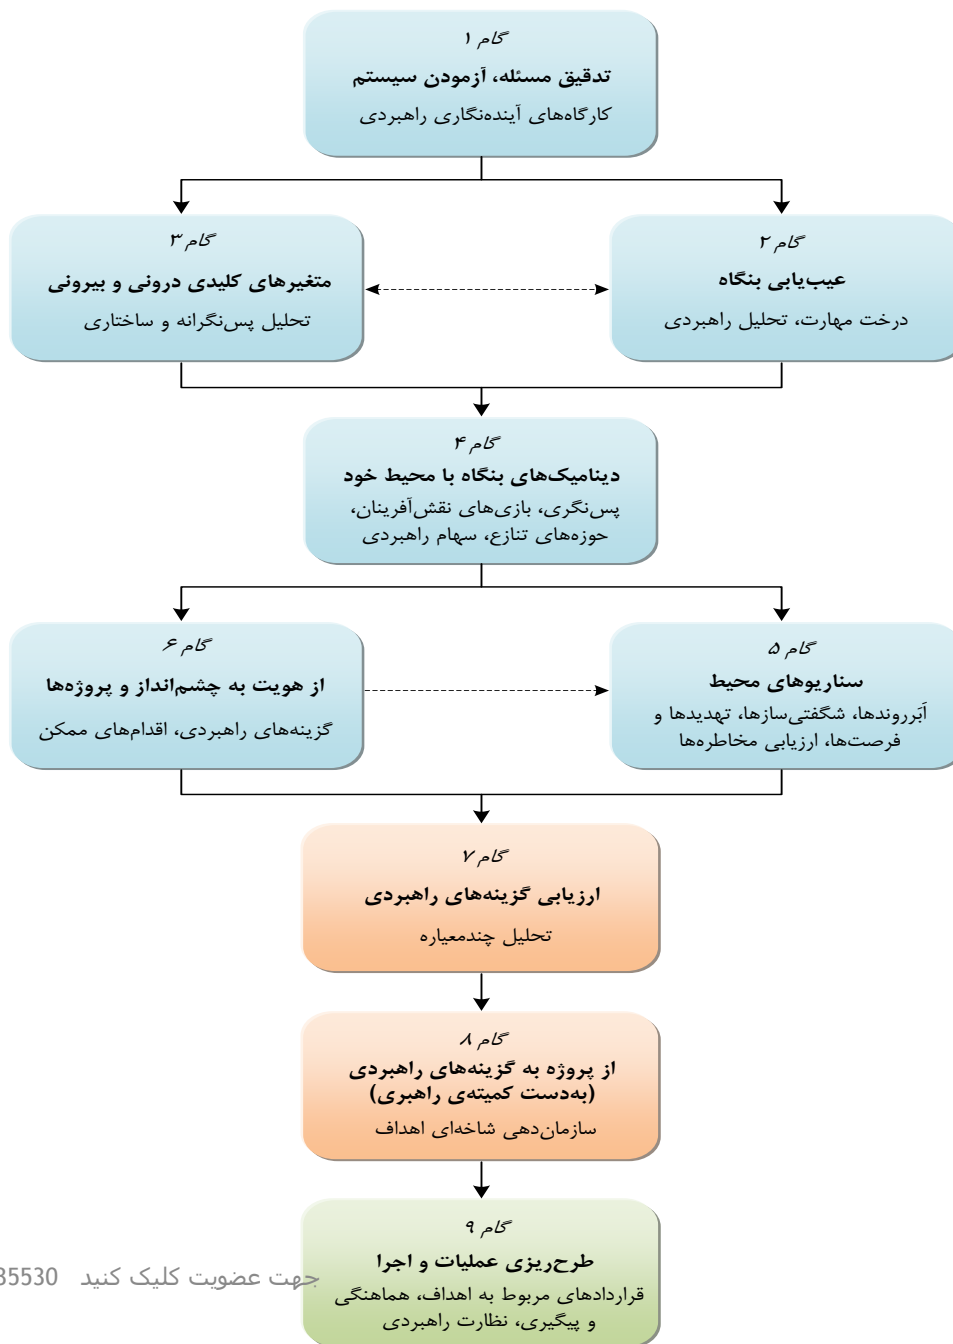 گام ۱
تدقیق مسئله، آزمودن سیستم
کارگاه‌های آینده‌نگاری راهبردی
گام ۲
عیب‌یابی بنگاه
درخت مهارت، تحلیل راهبردی
گام ۳
متغیرهای کلیدی درونی و بیرونی
تحلیل پس‌نگرانه و ساختاری
گام ۴
دینامیک‌های بنگاه با محیط خود
پس‌نگری، بازی‌های نقش‌آفرینان،
حوزه‌های تنازع، سهام راهبردی
گام ۵
سناریوهای محیط
اَبَرروندها، شگفتی‌سازها، تهدیدها و
فرصت‌ها، ارزیابی مخاطره‌ها
گام ۶
از هویت به چشم‌انداز و پروژه‌ها
گزینه‌های راهبردی، اقدام‌های ممکن
گام ۷
ارزیابی گزینه‌های راهبردی
تحلیل چندمعیاره
گام ۸
از پروژه به گزینه‌های راهبردی
(به‌دست کمیته‌ی راهبری)
سازمان‌دهی شاخه‌ای اهداف
گام ۹
طرح‌ریزی عملیات و اجرا
قراردادهای مربوط به اهداف، هماهنگی
و پیگیری، نظارت راهبردی
جهت عضویت کلیک کنید 35530